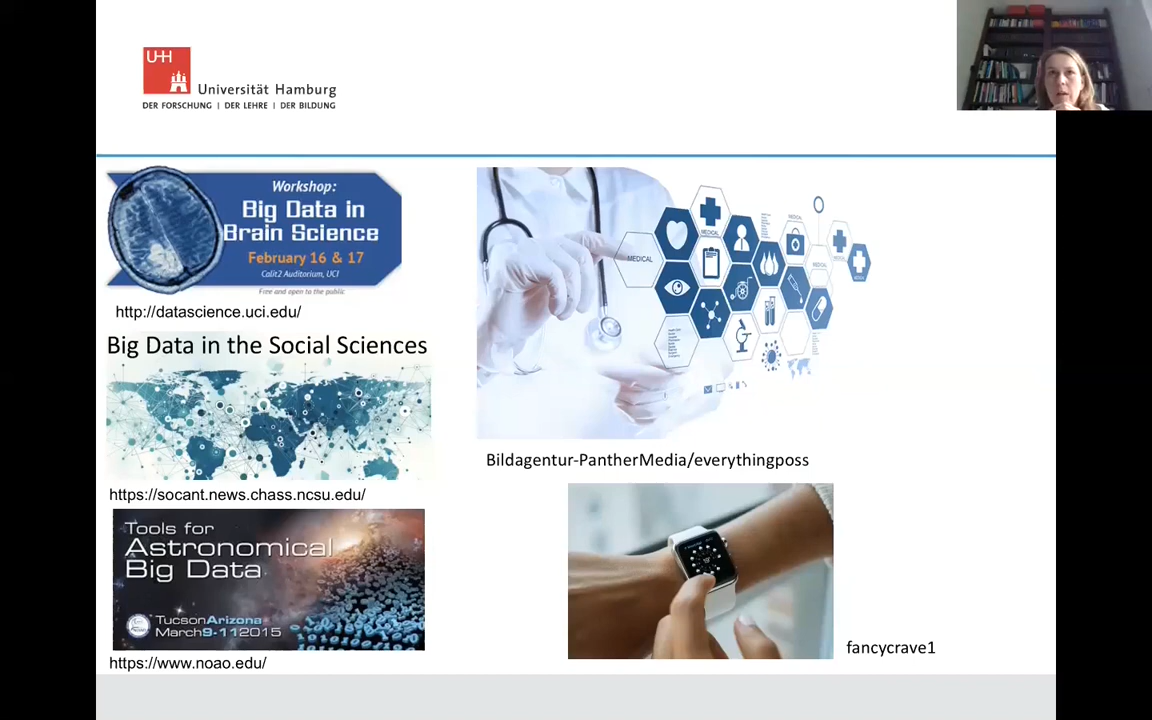 UHH
Universität Hamburg
DER FORSCHUNG | DER LEHRE | DER BILDUNG
Workshop:
Big Data in
Brain Science
February 16 & 17
Calit2 Auditorium, UCI
Free and open to the public
http://datascience.uci.edu/
Big Data in the Social Sciences
https://socant.news.chass.ncsu.edu/
Tools for
Astronomical
Big Data
Tucson Arizona
March 9-11 2015
https://www.noao.edu/
MEDICAL
MEDICAL
MEDICAL
MEDICAL
Bildagentur-PantherMedia/everythingposs
fancycrave1